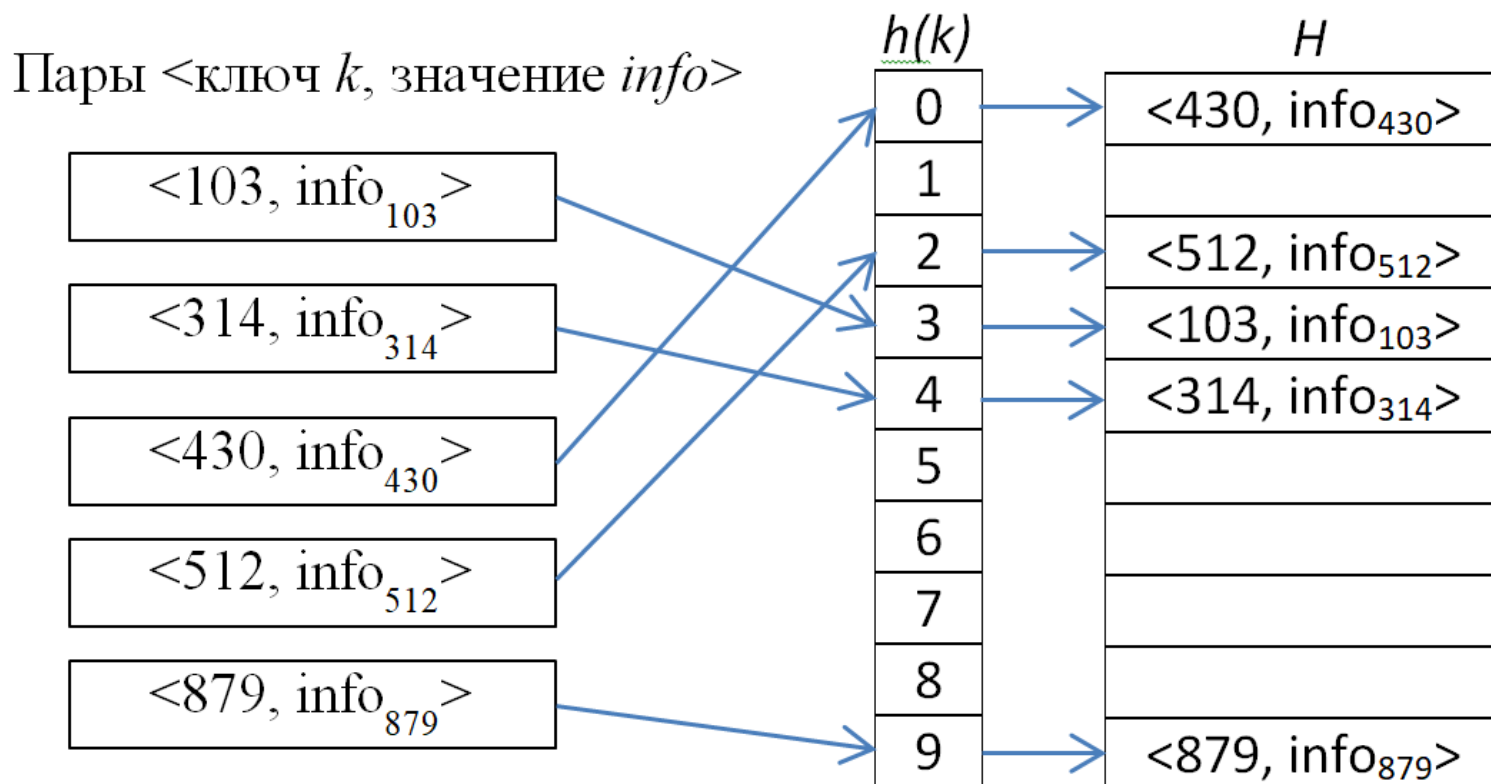 Пары <ключ k, значение info>
<103, info103>
<314, info314>
<430, info430>
<512, info512>
<879, info879>
h(k)
0
1
2
3
4
5
6
7
8
9
H
<430, info430>
<512, info512>
<103, info103>
<314, info314>
<879, info879>